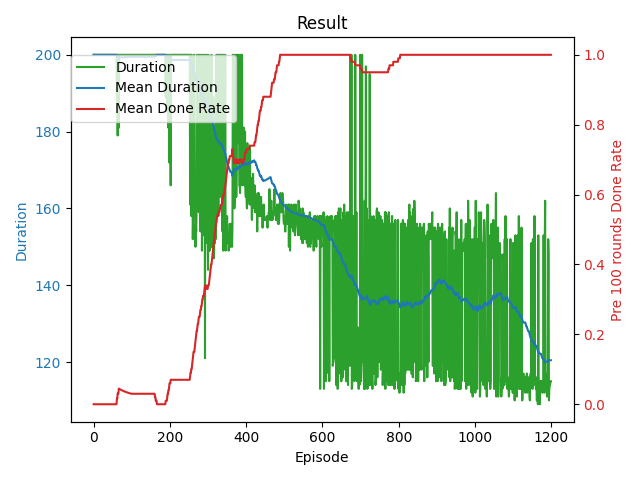 Result
Duration
Mean Duration
Mean Done Rate
Duration
200
180
160
140
120
1.0
0.8
0.6
0.4
0.2
0.0
Pre 100 rounds Done Rate
0
200
400
600
800
1000
1200
Episode